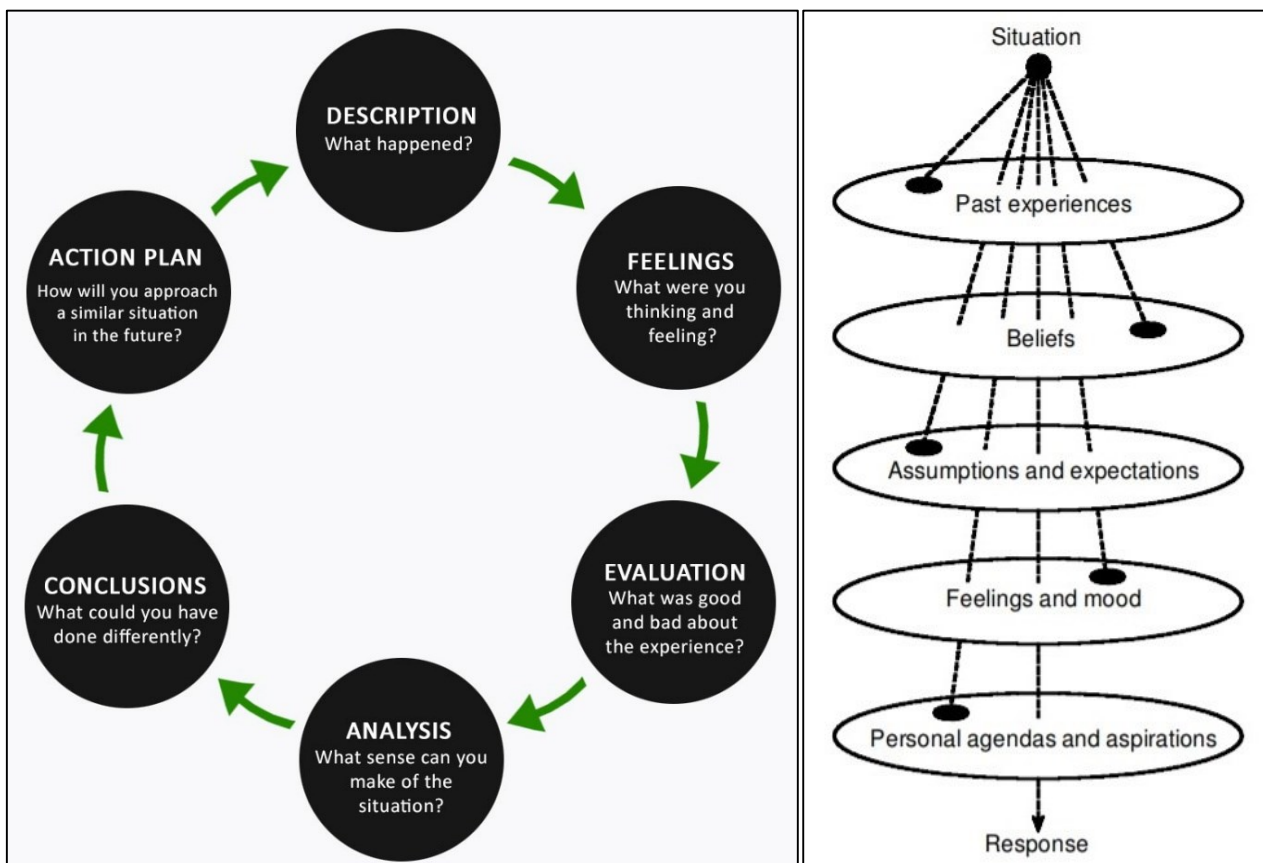 DESCRIPTION
What happened?
FEELINGS
What were you
thinking and
feeling?
EVALUATION
What was good
and bad about
the experience?
ANALYSIS
What sense can you
make of the
situation?
CONCLUSIONS
What could you have
done differently?
ACTION PLAN
How will you approach
a similar situation
in the future?
Situation
Past experiences
Beliefs
Assumptions and expectations
Feelings and mood
Personal agendas and aspirations
Response